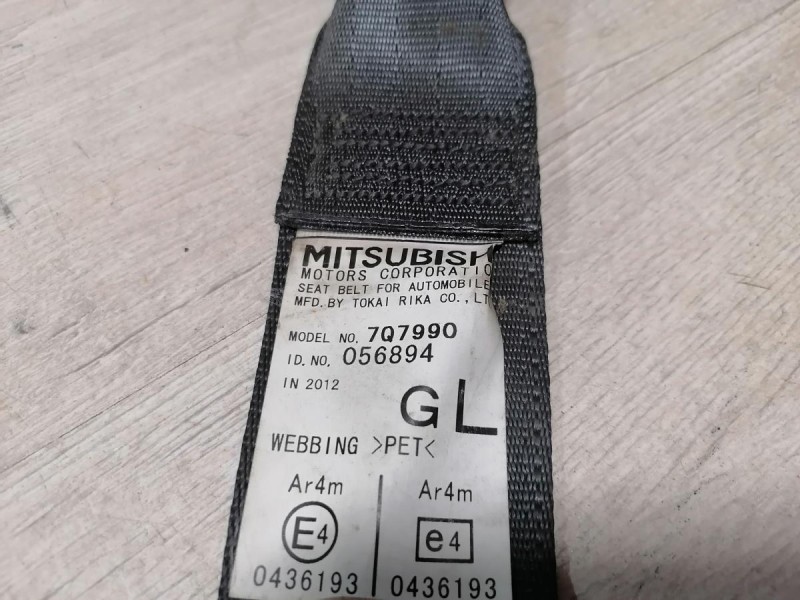 MITSUBISH
MOTORS CORPORATIO
SEAT BELT FOR AUTOMOBILE
MFD. BY TOKAI RIKA CO., LT
MODEL NO. 7Q7990
ID. NO. 056894
IN 2012
GL
WEBBING >PET<
Ar4m Ar4m
E4 e4
0436193 0436193